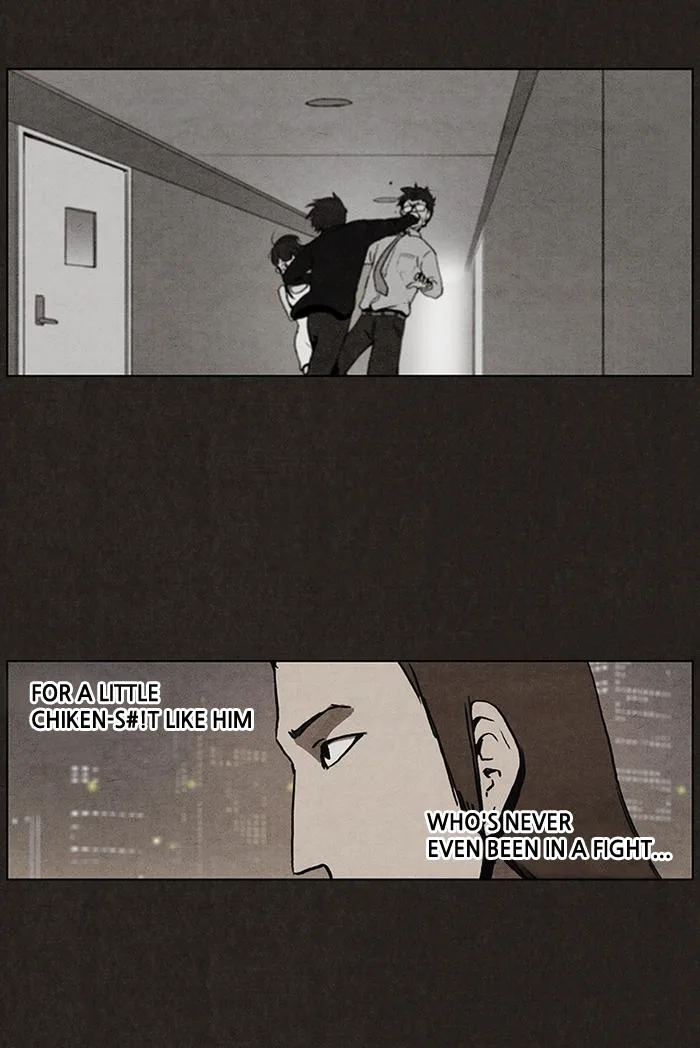 FOR A LITTLE
CHIKEN-S#!T LIKE HIM
WHO'S NEVER
EVEN BEEN IN A FIGHT...